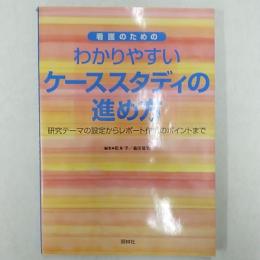 看護のための
わかりやすい
ケーススタディの
進め方
研究テーマの設定からレポート作成のポイントまで
照林社